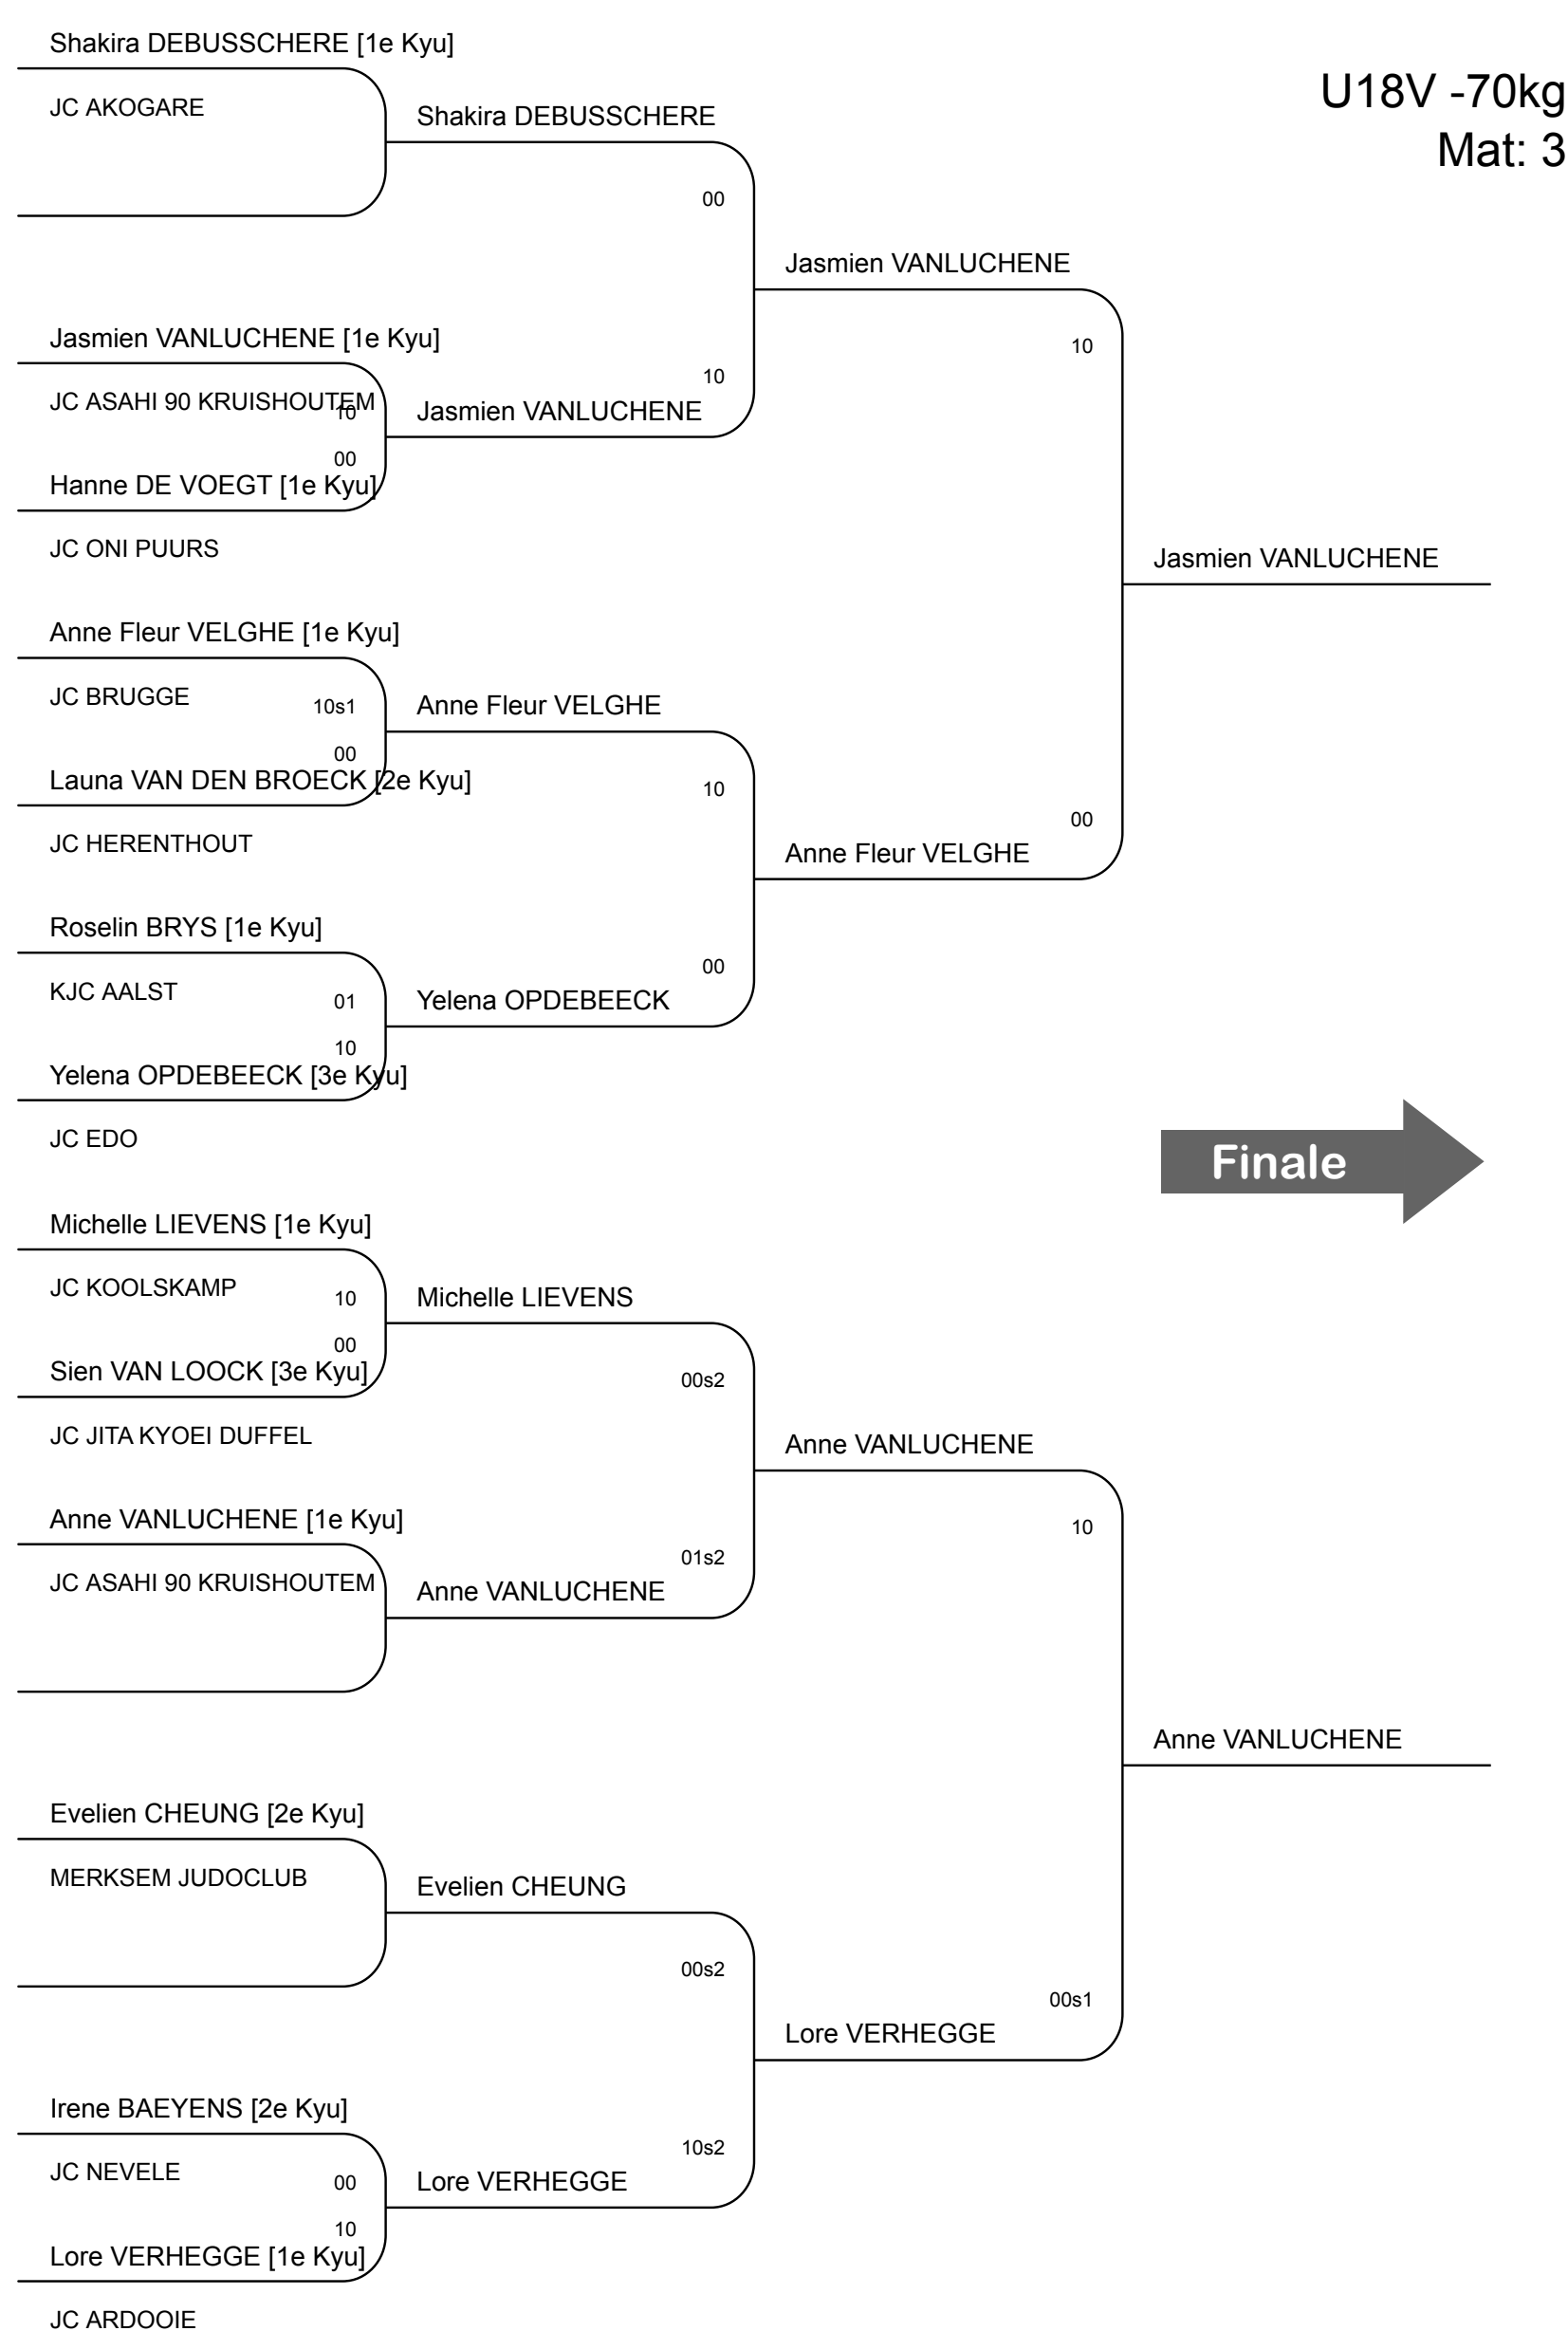 Shakira DEBUSSCHERE [1e Kyu]
U18V -70kg
Mat: 3
JC AKOGARE
Shakira DEBUSSCHERE
00
Jasmien VANLUCHENE
Jasmien VANLUCHENE [1e Kyu]
10
10
JC ASAHI 90 KRUISHOUTEM
10
Jasmien VANLUCHENE
00
Hanne DE VOEGT [1e Kyu]
JC ONI PUURS
Jasmien VANLUCHENE
Anne Fleur VELGHE [1e Kyu]
JC BRUGGE
10s1
Anne Fleur VELGHE
00
Launa VAN DEN BROECK [2e Kyu]
10
00
JC HERENTHOUT
Anne Fleur VELGHE
Roselin BRYS [1e Kyu]
00
KJC AALST
01
Yelena OPDEBEECK
10
Yelena OPDEBEECK [3e Kyu]
JC EDO
Finale
Michelle LIEVENS [1e Kyu]
JC KOOLSKAMP
10
Michelle LIEVENS
00
Sien VAN LOOCK [3e Kyu]
00s2
JC JITA KYOEI DUFFEL
Anne VANLUCHENE
Anne VANLUCHENE [1e Kyu]
10
01s2
JC ASAHI 90 KRUISHOUTEM
Anne VANLUCHENE
Anne VANLUCHENE
Evelien CHEUNG [2e Kyu]
MERKSEM JUDOCLUB
Evelien CHEUNG
00s2
00s1
Lore VERHEGGE
Irene BAEYENS [2e Kyu]
10s2
JC NEVELE
00
Lore VERHEGGE
10
Lore VERHEGGE [1e Kyu]
JC ARDOOIE